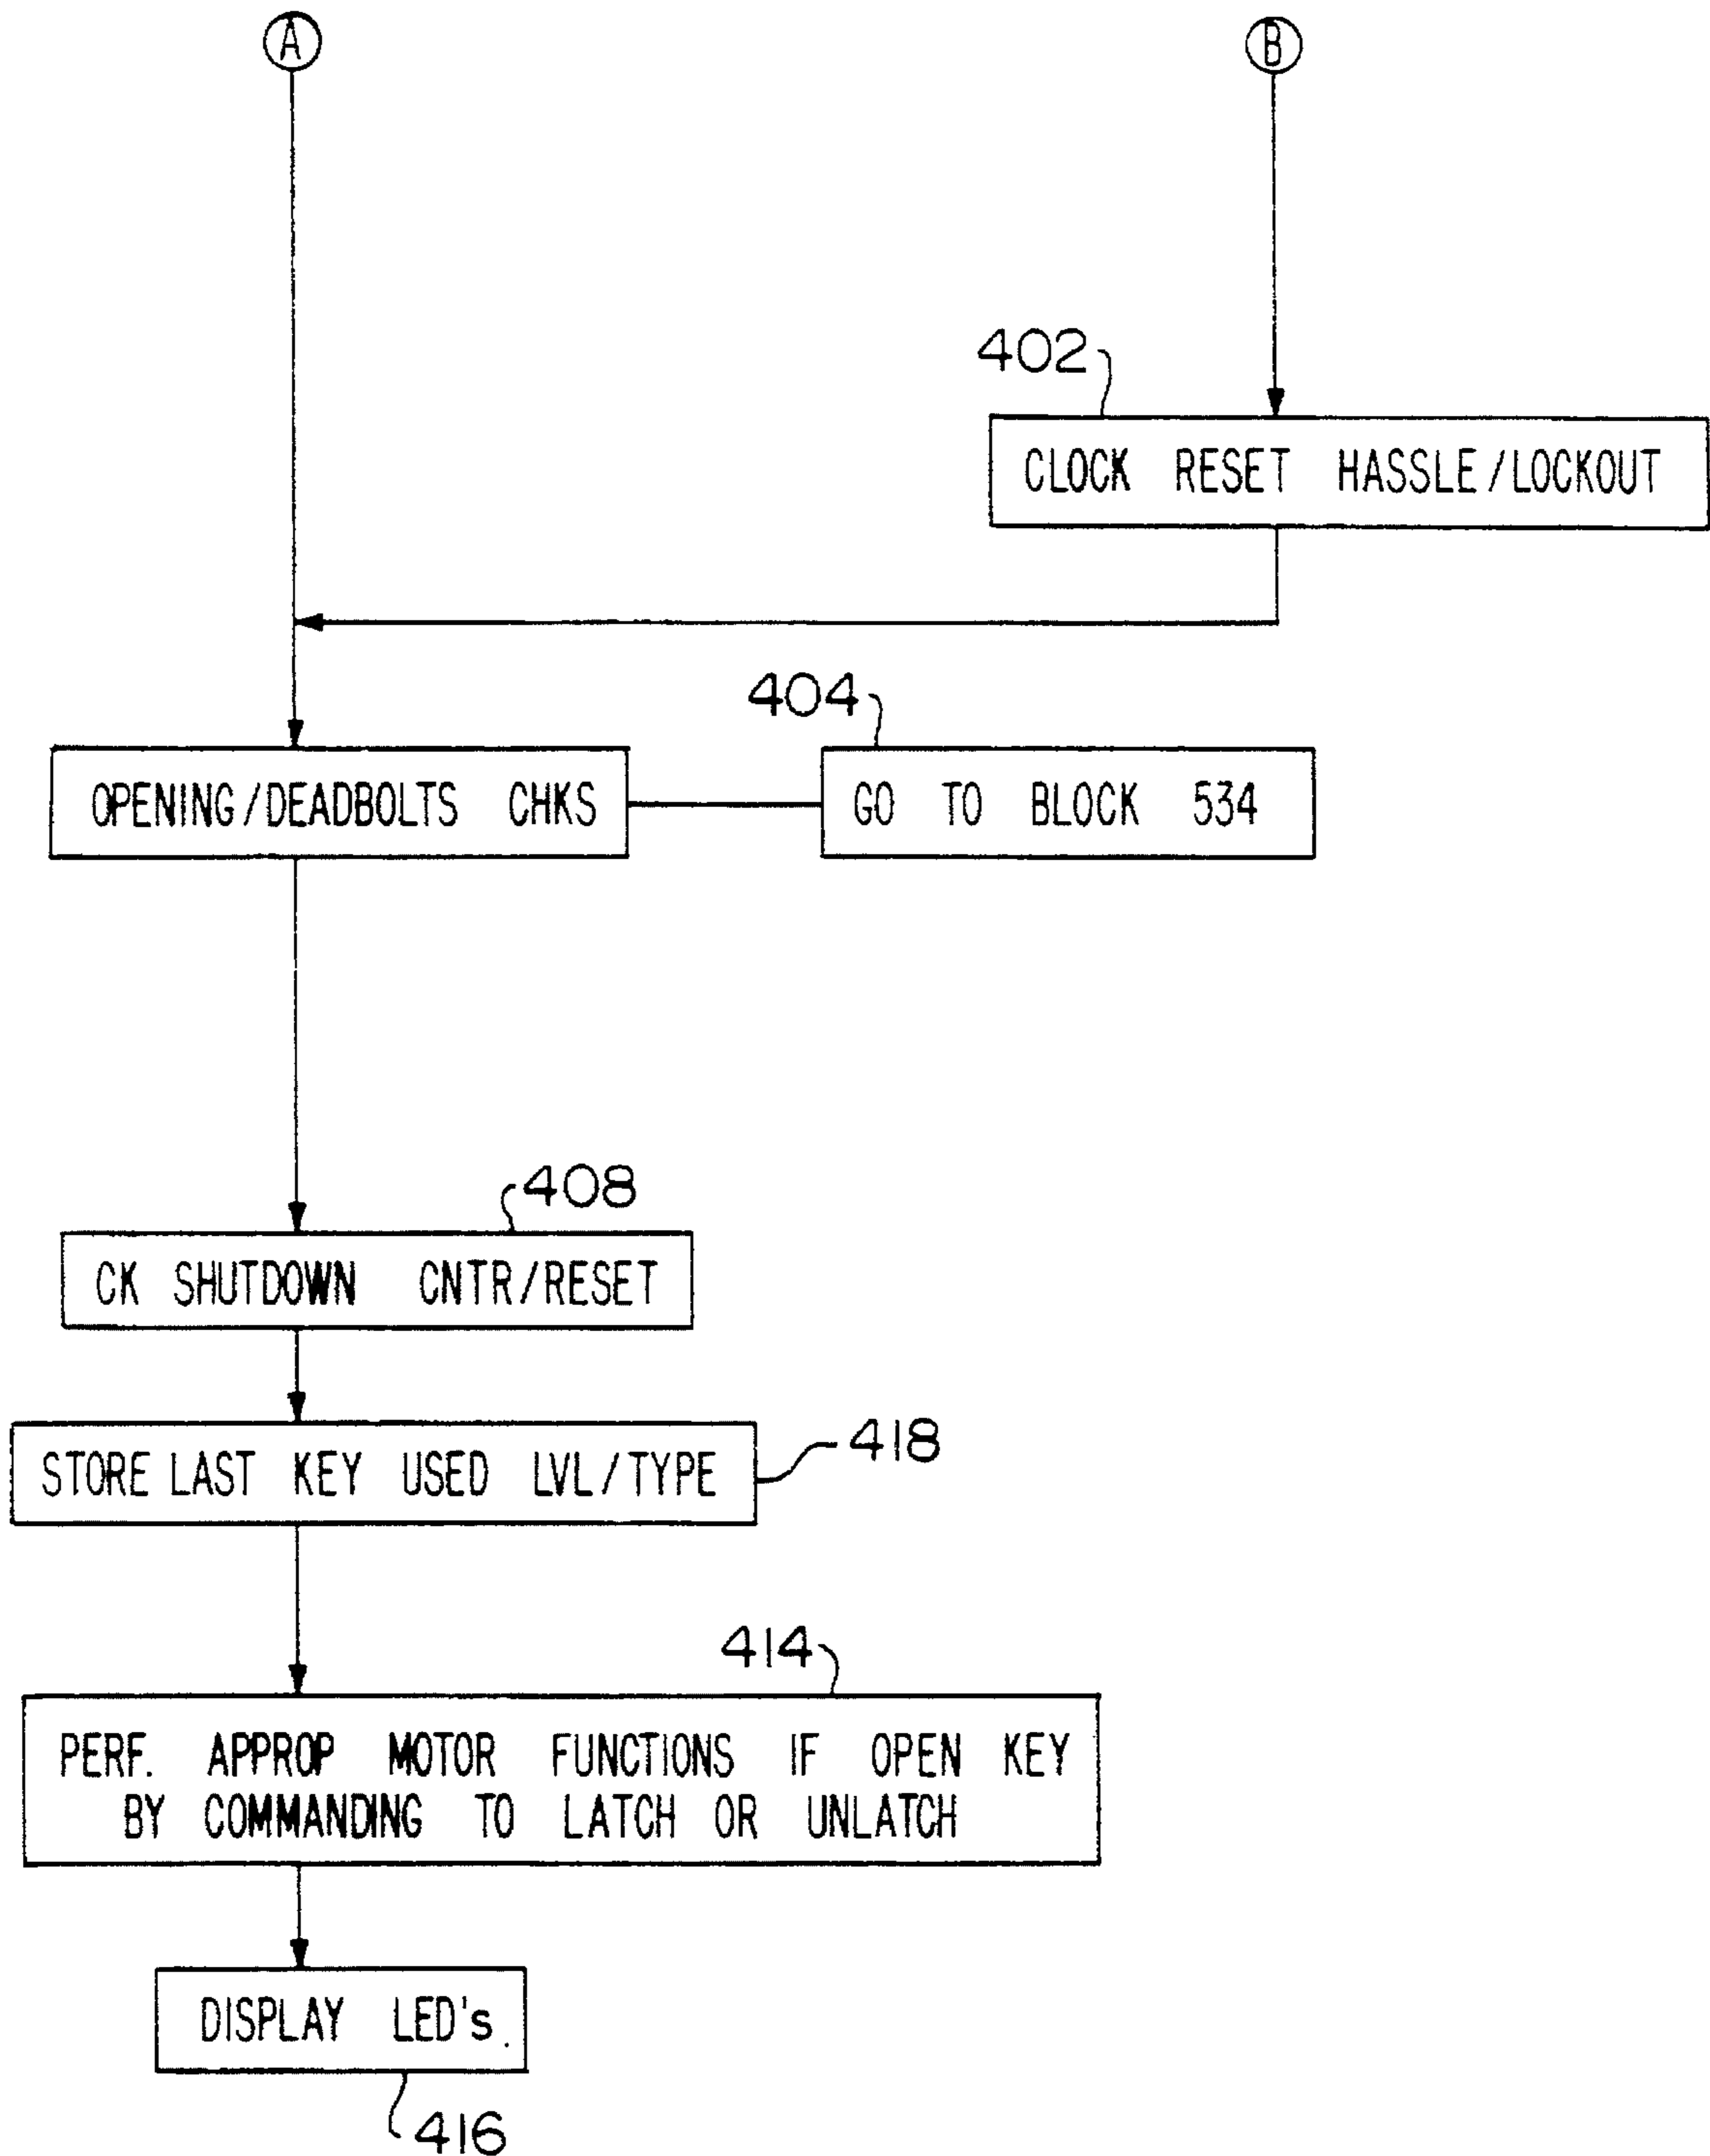 A
B
402
CLOCK RESET HASSLE/LOCKOUT
404
OPENING/DEADBOLTS CHKS
GO TO BLOCK 534
408
CK SHUTDOWN CNTR/RESET
STORE LAST KEY USED LVL/TYPE
418
414
PERF. APPROP MOTOR FUNCTIONS IF OPEN KEY
BY COMMANDING TO LATCH OR UNLATCH
DISPLAY LED's.
416